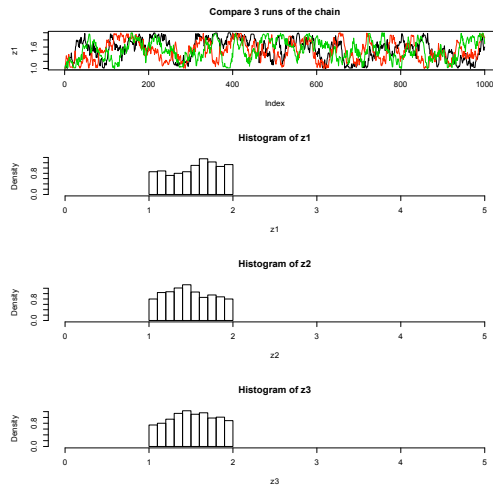 Compare 3 runs of the chain
z1
1.0 1.6
0 200 400 600 800 1000
Index
Histogram of z1
Density
0.0 0.8
0 1 2 3 4 5
z1
Histogram of z2
Density
0.0 0.8
0 1 2 3 4 5
z2
Histogram of z3
Density
0.0 0.8
0 1 2 3 4 5
z3